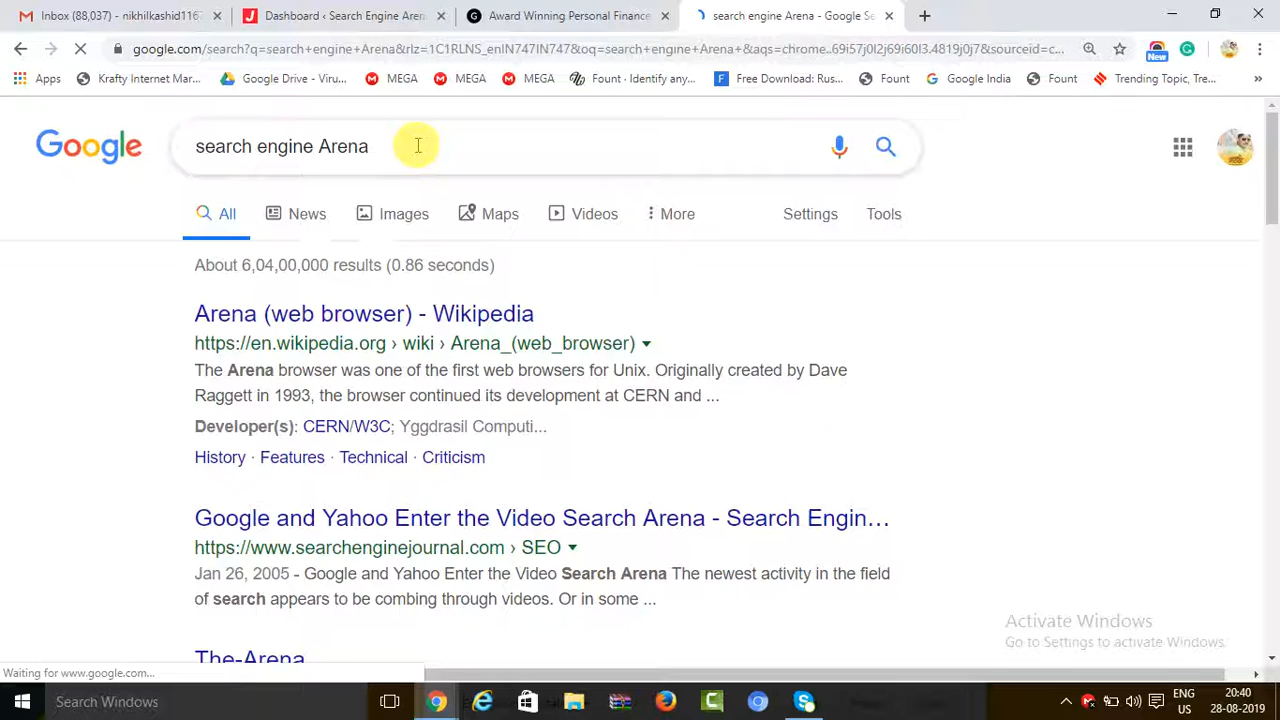 Inbox (88,037) - nikhilkashid116
Dashboard ‹ Search Engine Aren
Award Winning Personal Finance
search engine Arena - Google Se
google.com/search?q=search+engine+Arena&rlz=1C1RLNS_enIN747IN747&oq=search+engine+Arena+&aqs=chrome..69i57j0l2j69i60l3.4819j0j7&sourceid=c...
Apps
Krafty Internet Mar...
Google Drive - Viru...
MEGA
MEGA
MEGA
Fount - Identify any...
Free Download: Rus...
Fount
Google India
Fount
Trending Topic, Tre...
New
Google
search engine Arena
All
News
Images
Maps
Videos
More
Settings
Tools
About 6,04,00,000 results (0.86 seconds)
Arena (web browser) - Wikipedia
https://en.wikipedia.org › wiki › Arena_(web_browser)
The Arena browser was one of the first web browsers for Unix. Originally created by Dave
Raggett in 1993, the browser continued its development at CERN and ...
Developer(s): CERN/W3C; Yggdrasil Computi...
History · Features · Technical · Criticism
Google and Yahoo Enter the Video Search Arena - Search Engin...
https://www.searchenginejournal.com › SEO
Jan 26, 2005 - Google and Yahoo Enter the Video Search Arena The newest activity in the field
of search appears to be combing through videos. Or in some ...
The-Arena
Activate Windows
Go to Settings to activate Windows.
Waiting for www.google.com...
Search Windows
ENG
US
20:40
28-08-2019